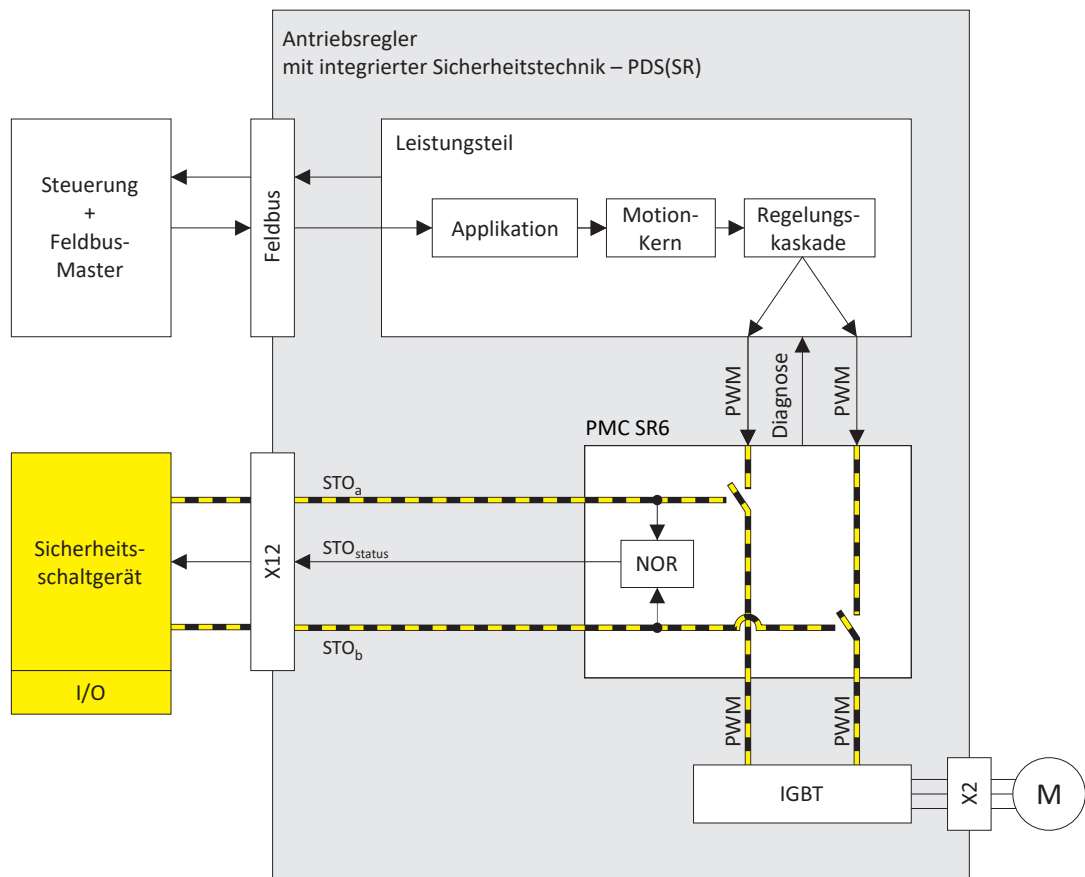 Antriebsregler
mit integrierter Sicherheitstechnik – PDS(SR)
Steuerung
+
Feldbus-
Master
Feldbus
Leistungsteil
Applikation
Motion-
Kern
Regelungs-
kaskade
PWM
Diagnose
PWM
PMC SR6
Sicherheits-
schaltgerät
I/O
X12
STOa
STOstatus
STOb
NOR
PWM
PWM
IGBT
X2
M